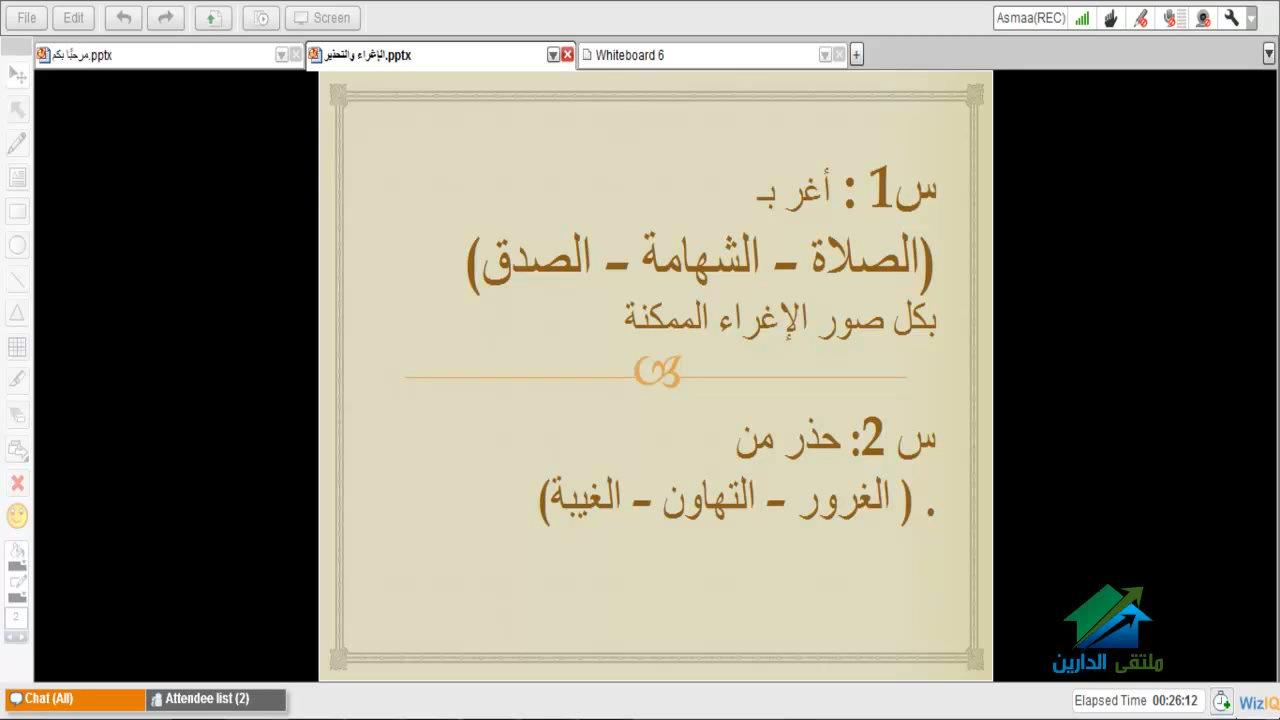 File Edit Screen Asmaa(REC)
مرحبًا بكم.pptx الإغراء والتحذير.pptx Whiteboard 6
س1 : أغر بـ
(الصلاة – الشهامة – الصدق)
بكل صور الإغراء الممكنة
س 2: حذر من
. ( الغرور – التهاون – الغيبة)
2
ملتقى الدارين
Chat (All) Attendee list (2) Elapsed Time 00:26:12 WizIQ